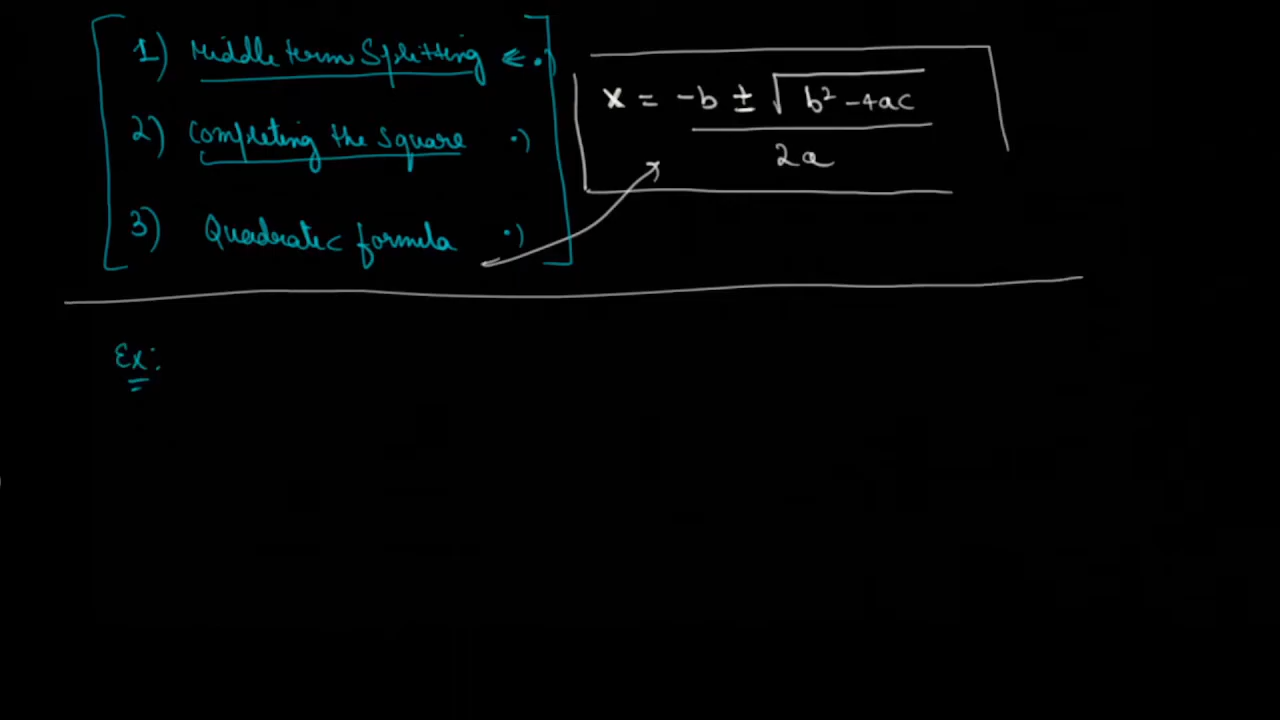 1) Middle term Splitting
2) Completing the square
3) Quadratic formula
x = -b ± √b² - 4ac
2a
Ex: